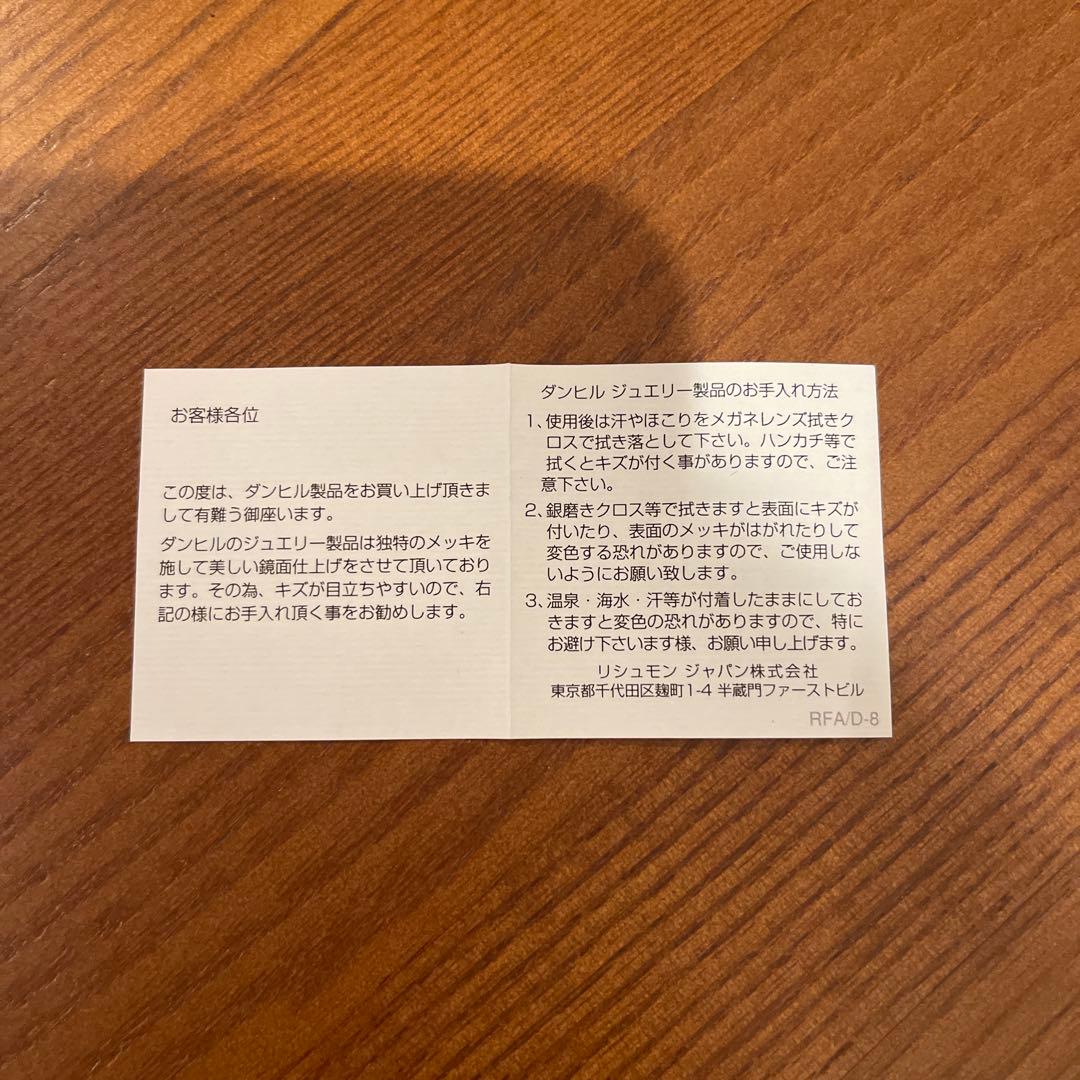 お客様各位
この度は、ダンヒル製品をお買い上げ頂きま
して有難う御座います。
ダンヒルのジュエリー製品は独特のメッキを
施して美しい鏡面仕上げをさせて頂いており
ます。その為、キズが目立ちやすいので、右
記の様にお手入れ頂く事をお勧めします。
ダンヒル ジュエリー製品のお手入れ方法
1、使用後は汗やほこりをメガネレンズ拭きク
ロスで拭き落として下さい。ハンカチ等で
拭くとキズが付く事がありますので、ご注
意下さい。
2、銀磨きクロス等で拭きますと表面にキズが
付いたり、表面のメッキがはがれたりして
変色する恐れがありますので、ご使用しな
いようにお願い致します。
3、温泉・海水・汗等が付着したままにしてお
きますと変色の恐れがありますので、特に
お避け下さいます様、お願い申し上げます。
リシュモン ジャパン株式会社
東京都千代田区麹町1-4 半蔵門ファーストビル
RFA/D-8